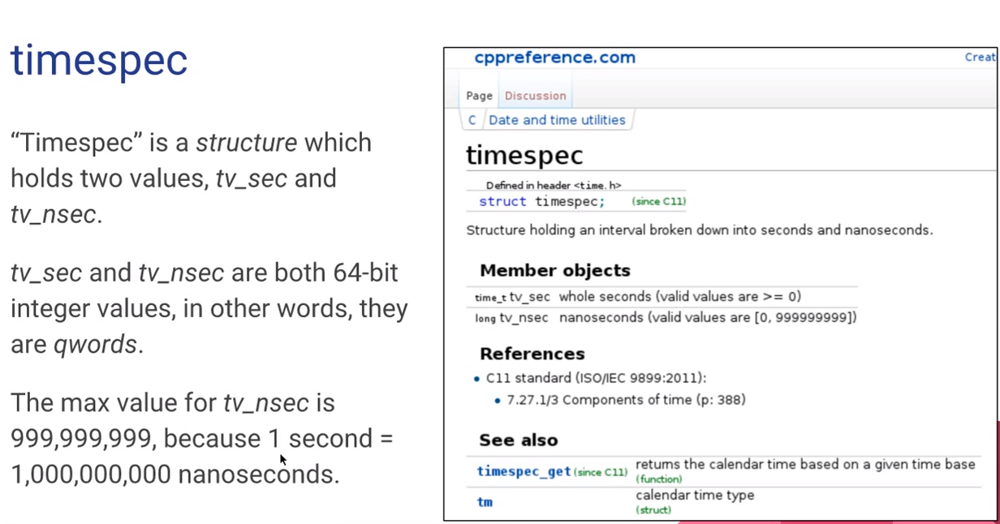 timespec
“Timespec” is a structure which
holds two values, tv_sec and
tv_nsec.
tv_sec and tv_nsec are both 64-bit
integer values, in other words, they
are qwords.
The max value for tv_nsec is
999,999,999, because 1 second =
1,000,000,000 nanoseconds.
cppreference.com
Creat
Page Discussion
C Date and time utilities
timespec
Defined in header <time.h>
struct timespec; (since C11)
Structure holding an interval broken down into seconds and nanoseconds.
Member objects
time_t tv_sec whole seconds (valid values are >= 0)
long tv_nsec nanoseconds (valid values are [0, 999999999])
References
• C11 standard (ISO/IEC 9899:2011):
• 7.27.1/3 Components of time (p: 388)
See also
timespec_get (since C11) returns the calendar time based on a given time base
(function)
tm calendar time type
(struct)